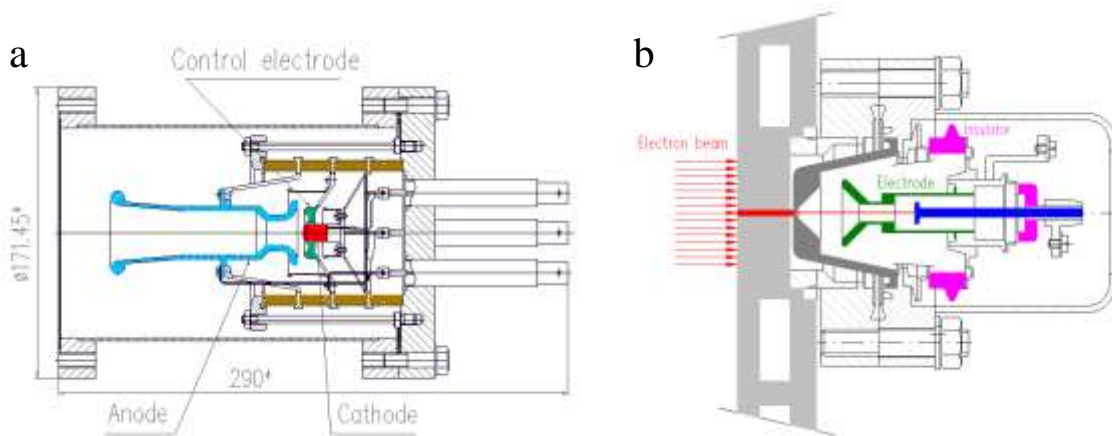 a
Control electrode
ø171.45*
290*
Anode
Cathode
b
Electron beam
Insulator
Electrode